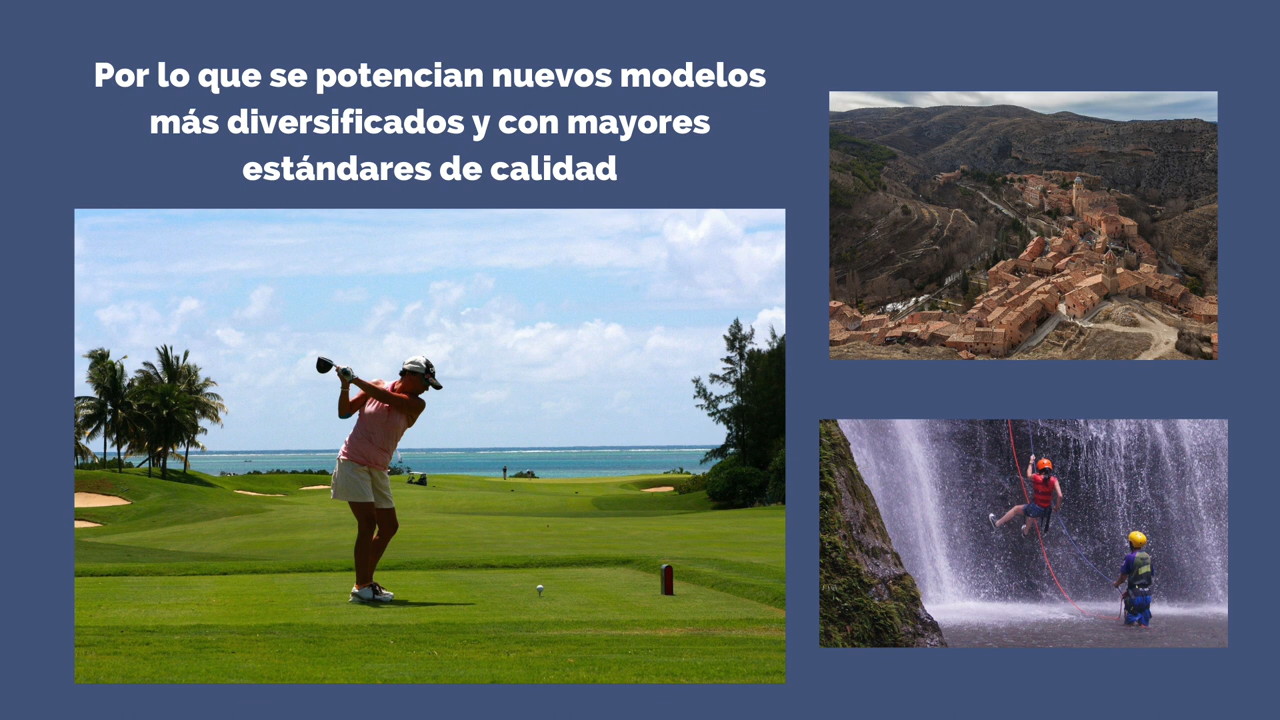 Por lo que se potencian nuevos modelos
más diversificados y con mayores
estándares de calidad